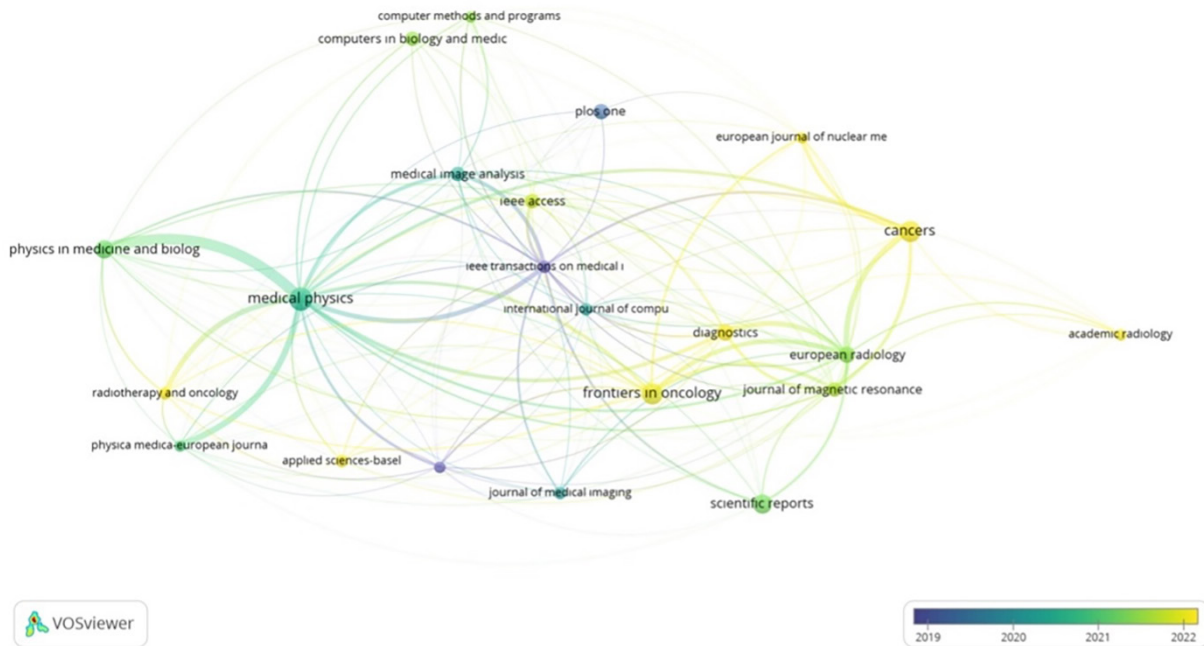 computer methods and programs
computers in biology and medic
plos one
european journal of nuclear me
medical image analysis
ieee access
cancers
physics in medicine and biolog
ieee transactions on medical i
medical physics
international journal of compu
diagnostics
academic radiology
european radiology
radiotherapy and oncology
frontiers in oncology
journal of magnetic resonance
physica medica-european journa
applied sciences-basel
journal of medical imaging
scientific reports
VOSviewer
2019 2020 2021 2022